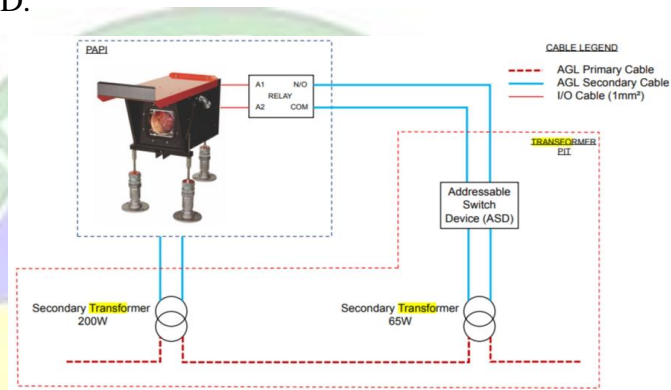 D.
PAPI
A1 N/O
RELAY
A2 COM
CABLE LEGEND
AGL Primary Cable
AGL Secondary Cable
I/O Cable (1mm²)
TRANSFORMER
PIT
Addressable
Switch
Device (ASD)
Secondary Transformer
200W
Secondary Transformer
65W